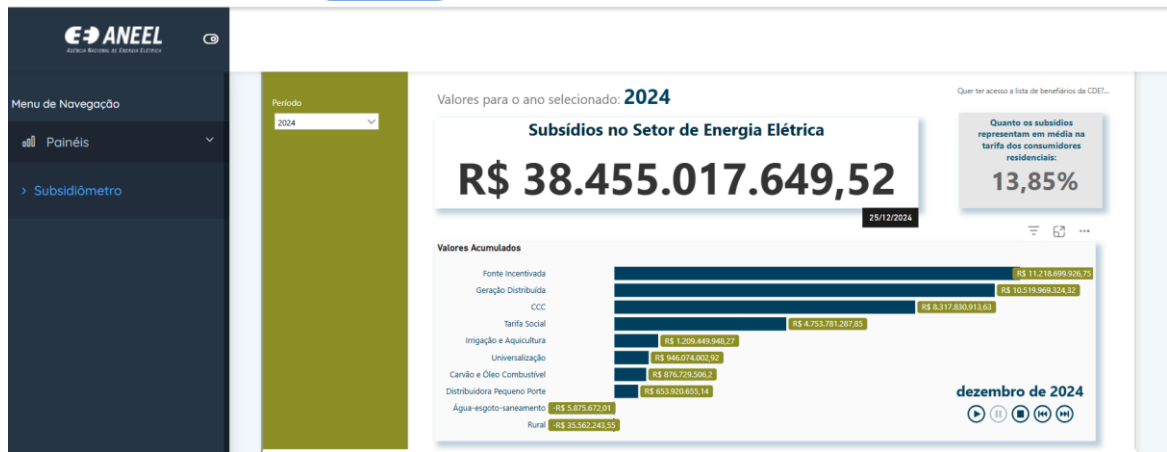 ANEEL
AGÊNCIA NACIONAL DE ENERGIA ELÉTRICA
Menu de Navegação
Painéis
> Subsidiômetro
Período
2024
Valores para o ano selecionado: 2024
Quer ter acesso a lista de benefiários da CDE?...
Subsídios no Setor de Energia Elétrica
R$ 38.455.017.649,52
25/12/2024
Quanto os subsídios
representam em média na
tarifa dos consumidores
residenciais:
13,85%
Valores Acumulados
Fonte Incentivada R$ 11.218.699.926,75
Geração Distribuída R$ 10.519.969.324,32
CCC R$ 8.317.830.913,63
Tarifa Social R$ 4.753.781.287,85
Irrigação e Aquicultura R$ 1.209.449.948,27
Universalização R$ 946.074.002,92
Carvão e Óleo Combustível R$ 876.729.506,2
Distribuidora Pequeno Porte R$ 653.920.655,14
Água-esgoto-saneamento -R$ 5.875.672,01
Rural -R$ 35.562.243,55
dezembro de 2024